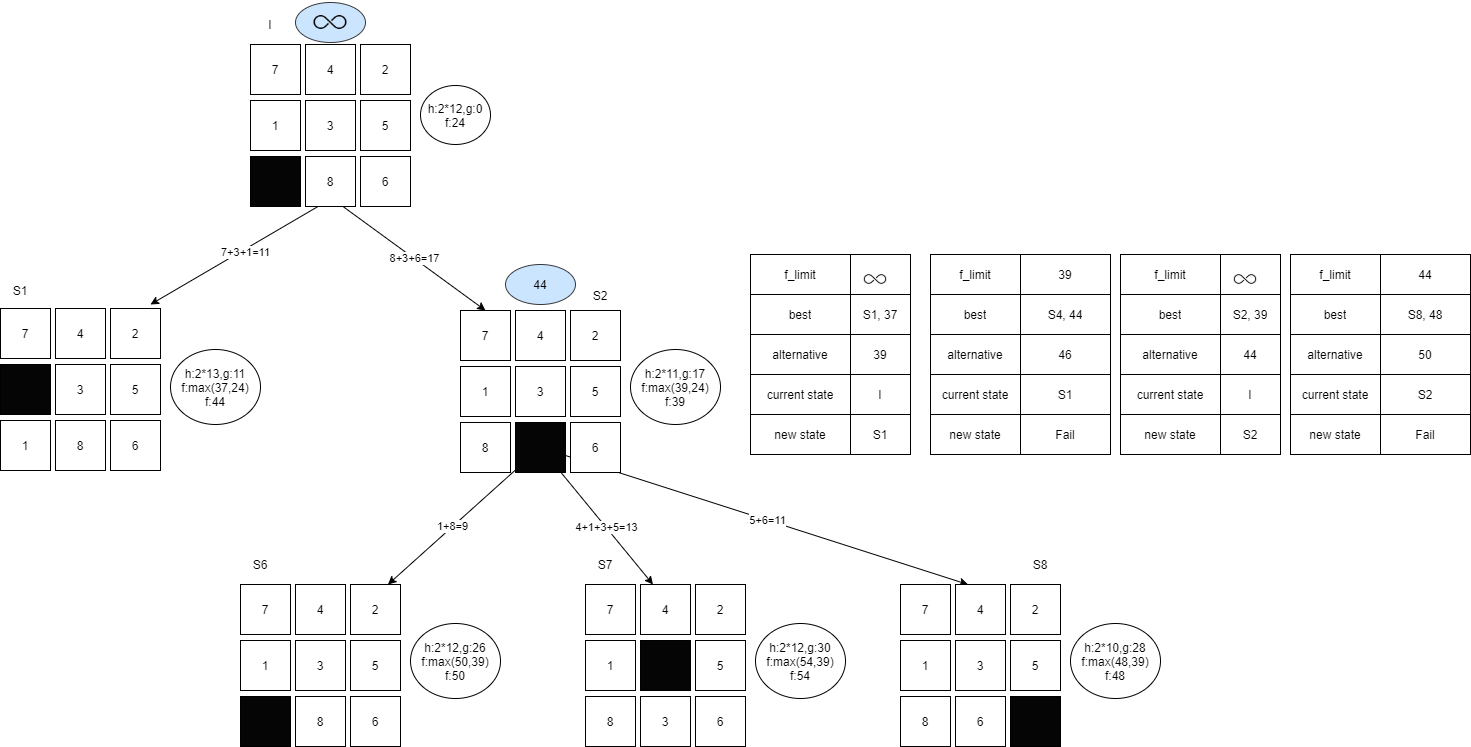 I
∞
7 4 2
1 3 5
8 6
h:2*12,g:0
f:24
7+3+1=11
8+3+6=17
S1
7 4 2
3 5
1 8 6
h:2*13,g:11
f:max(37,24)
f:44
44
S2
7 4 2
1 3 5
8 6
h:2*11,g:17
f:max(39,24)
f:39
f_limit ∞
best S1, 37
alternative 39
current state I
new state S1
f_limit 39
best S4, 44
alternative 46
current state S1
new state Fail
f_limit ∞
best S2, 39
alternative 44
current state I
new state S2
f_limit 44
best S8, 48
alternative 50
current state S2
new state Fail
1+8=9
4+1+3+5=13
5+6=11
S6
7 4 2
1 3 5
8 6
h:2*12,g:26
f:max(50,39)
f:50
S7
7 4 2
1 5
8 3 6
h:2*12,g:30
f:max(54,39)
f:54
S8
7 4 2
1 3 5
8 6
h:2*10,g:28
f:max(48,39)
f:48